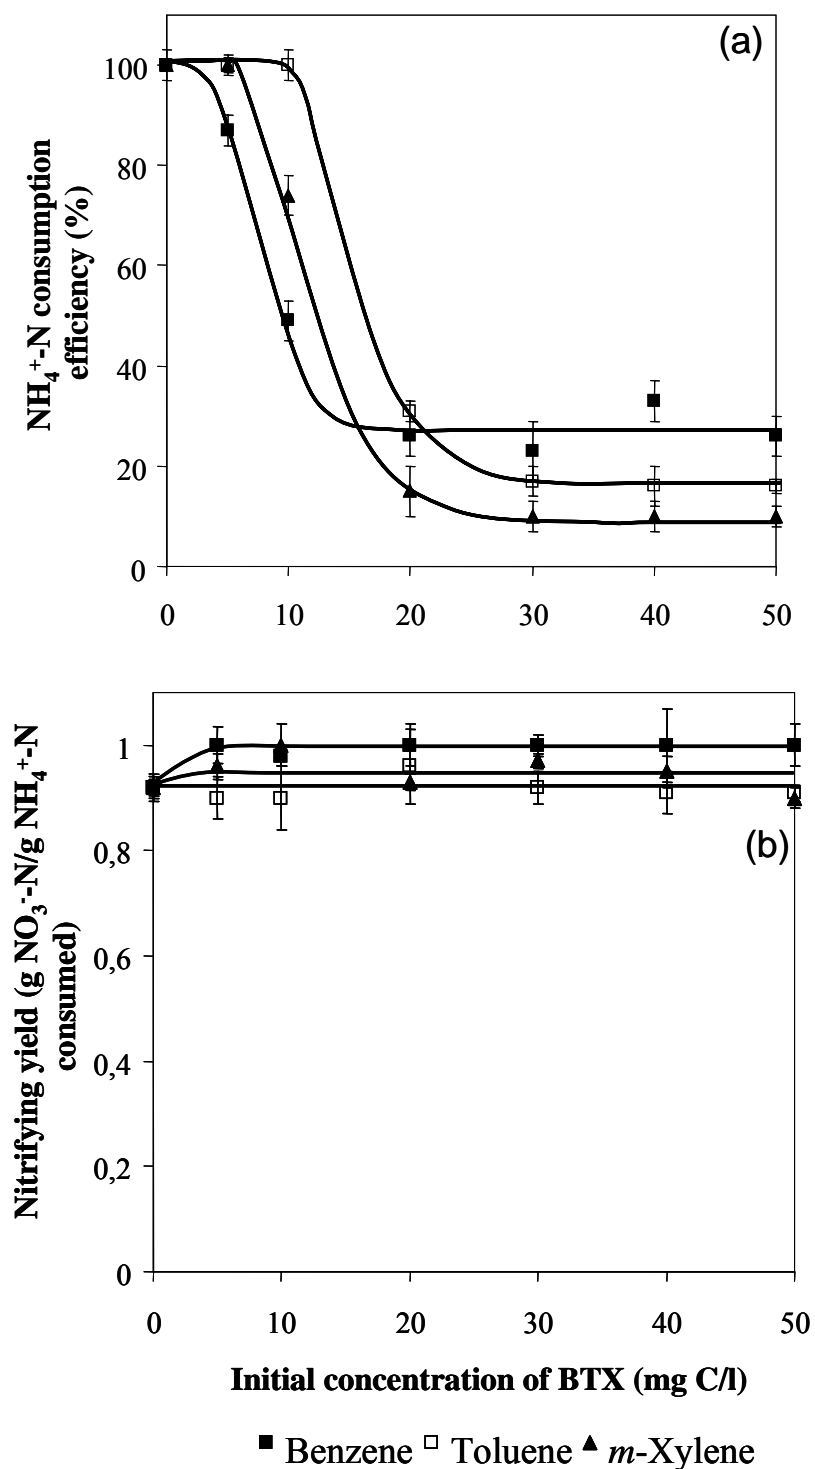 (a)
NH₄⁺-N consumption
efficiency (%)
100
80
60
40
20
0
0 10 20 30 40 50
(b)
Nitrifying yield (g NO₃⁻-N/g NH₄⁺-N
consumed)
1
0,8
0,6
0,4
0,2
0
0 10 20 30 40 50
Initial concentration of BTX (mg C/l)
■ Benzene □ Toluene ▲ m-Xylene